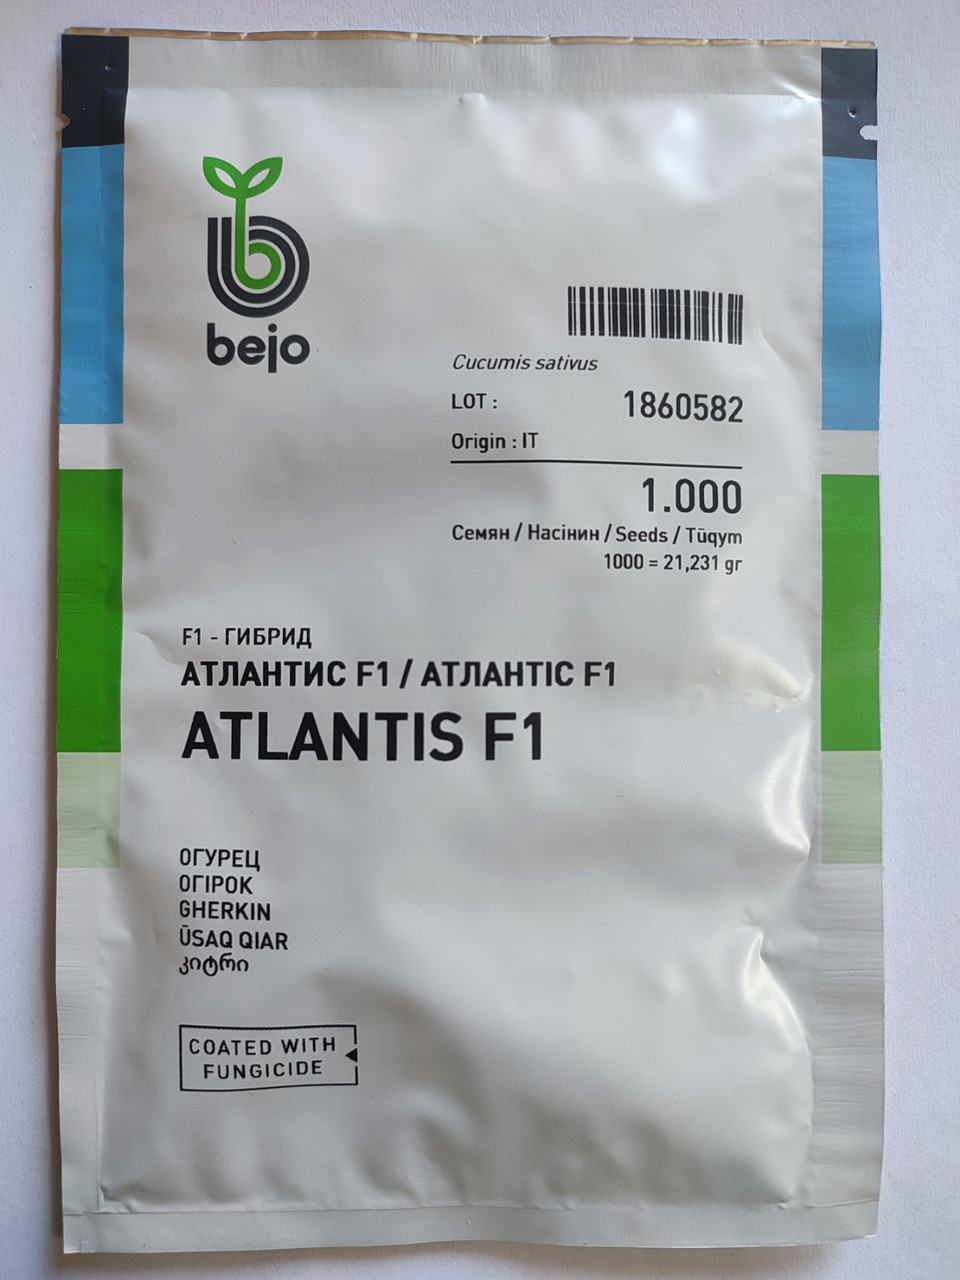 bejo
Cucumis sativus
LOT : 1860582
Origin : IT
1.000
Семян / Насінин / Seeds / Tūqym
1000 = 21,231 gr
F1 - ГИБРИД
АТЛАНТИС F1 / АТЛАНТІС F1
ATLANTIS F1
ОГУРЕЦ
ОГІРОК
GHERKIN
ŪSAQ QIAR
კიტრი
COATED WITH
FUNGICIDE